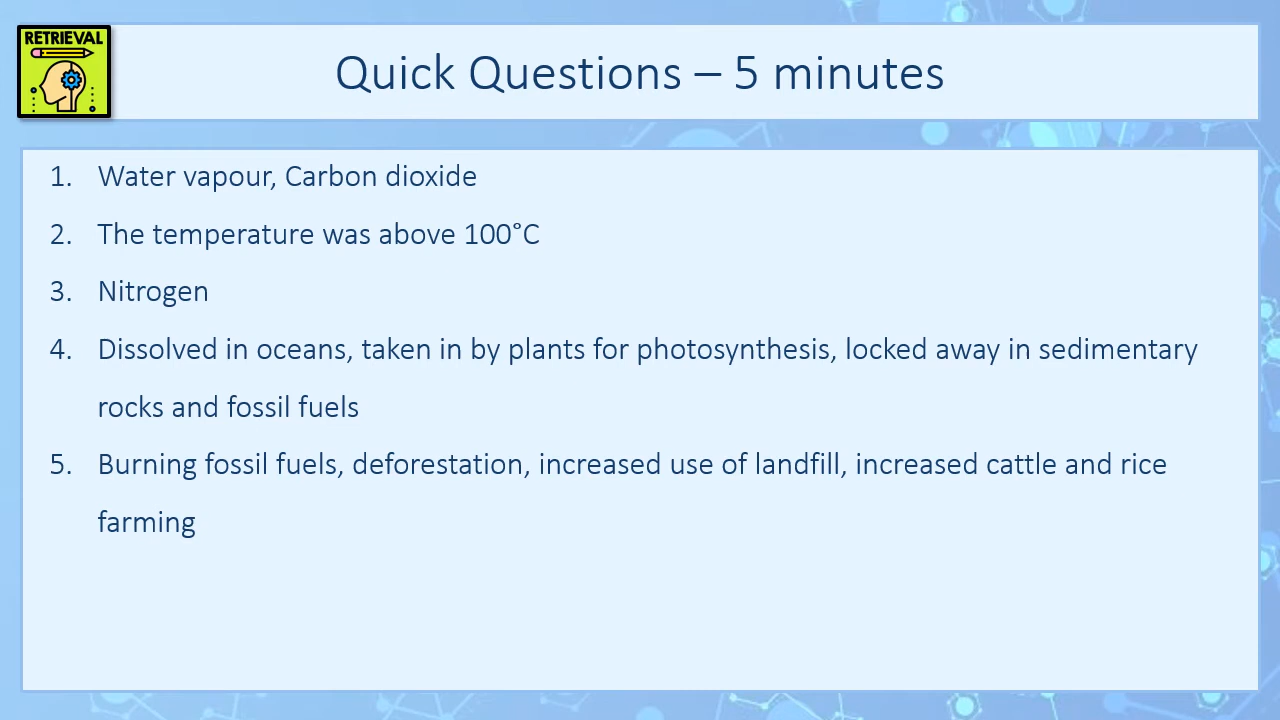 RETRIEVAL
Quick Questions – 5 minutes
1. Water vapour, Carbon dioxide
2. The temperature was above 100°C
3. Nitrogen
4. Dissolved in oceans, taken in by plants for photosynthesis, locked away in sedimentary
rocks and fossil fuels
5. Burning fossil fuels, deforestation, increased use of landfill, increased cattle and rice
farming